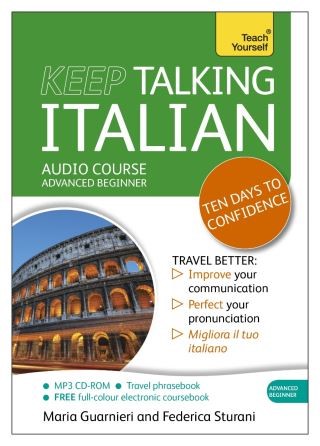 Teach®
Yourself
KEEP TALKING
ITALIAN
AUDIO COURSE
ADVANCED BEGINNER
TEN DAYS TO
CONFIDENCE
TRAVEL BETTER:
Improve your
communication
Perfect your
pronunciation
Migliora il tuo
italiano
● MP3 CD-ROM ● Travel phrasebook
● FREE full-colour electronic coursebook
ADVANCED
BEGINNER
Maria Guarnieri and Federica Sturani